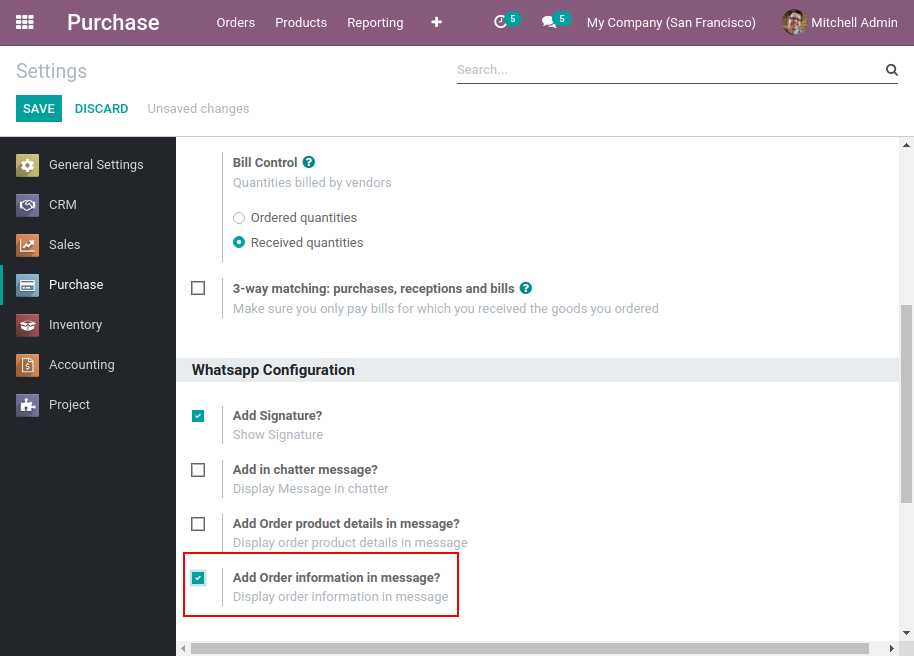 Purchase Orders Products Reporting 5 5 My Company (San Francisco) Mitchell Admin
Settings
Search...
SAVE DISCARD Unsaved changes
General Settings
CRM
Sales
Purchase
Inventory
Accounting
Project
Bill Control ?
Quantities billed by vendors
Ordered quantities
Received quantities
3-way matching: purchases, receptions and bills ?
Make sure you only pay bills for which you received the goods you ordered
Whatsapp Configuration
Add Signature?
Show Signature
Add in chatter message?
Display Message in chatter
Add Order product details in message?
Display order product details in message
Add Order information in message?
Display order information in message